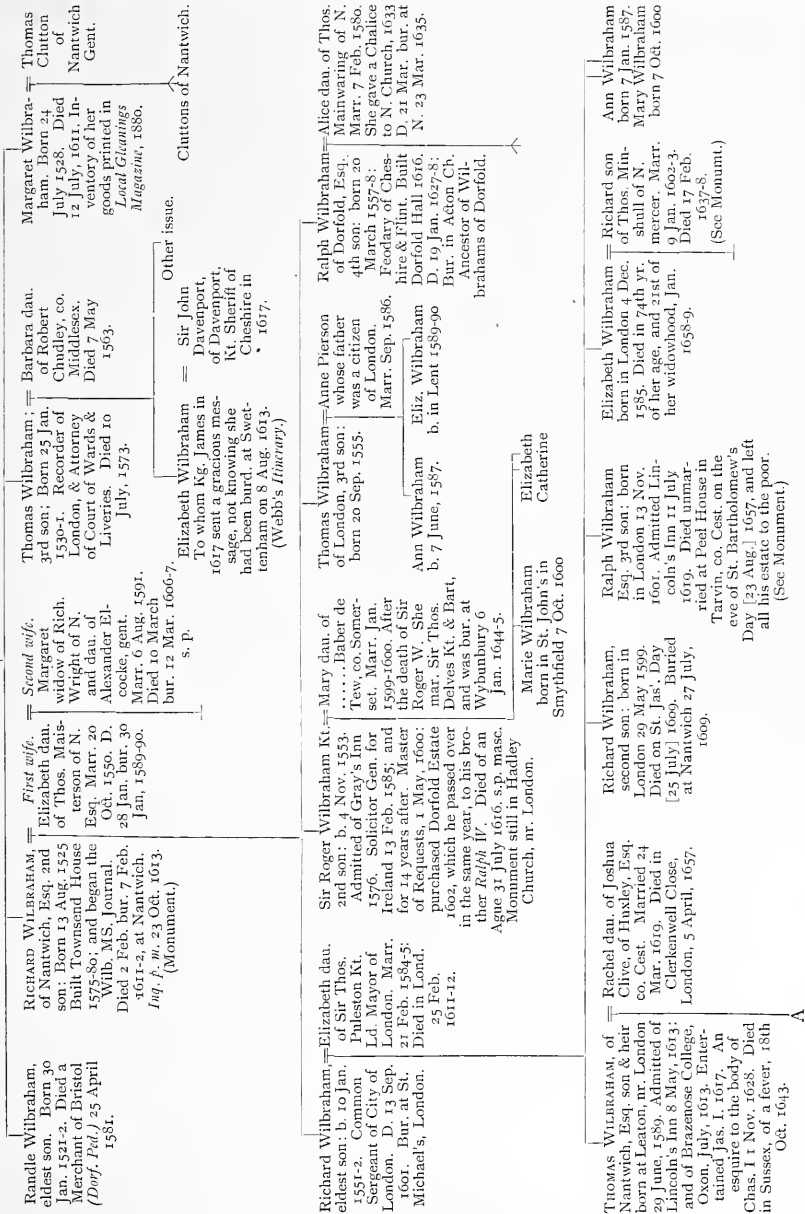 Randle Wilbraham,
eldest son. Born 30
Jan. 1521-2. Died a
Merchant of Bristol
(Dorf. Ped.) 25 April
1581.
RICHARD WILBRAHAM,
of Nantwich, Esq. 2nd
son: Born 13 Aug. 1525
Built Townsend House
1575-80; and began the
Wilb. MS. Journal.
Died 2 Feb. bur. 7 Feb.
1611-2, at Nantwich.
Inq. p. m. 23 Oct. 1613.
(Monument.)
= First wife.
Elizabeth dau.
of Thos. Mais-
terson of N.
Esq. Marr. 20
Oct. 1550. D.
28 Jan. bur. 30
Jan. 1589-90.
= Second wife.
Margaret
widow of Rich.
Wright of N.
and dau. of
Alexander El-
cocke, gent.
Marr. 6 Aug. 1591.
Died 10 March
bur. 12 Mar. 1606-7.
s. p.
Thomas Wilbraham;
3rd son; Born 25 Jan.
1530-1. Recorder of
London, & Attorney
of Court of Wards &
Liveries. Died 10
July, 1573.
= Barbara dau.
of Robert
Chudley, co.
Middlesex.
Died 7 May
1563.
Margaret Wilbra-
ham. Born 24
July 1528. Died
12 July, 1611. In-
ventory of her
goods printed in
Local Gleanings
Magazine, 1880.
= Thomas
Clutton
of
Nantwich
Gent.
Cluttons of Nantwich.
Elizabeth Wilbraham
To whom Kg. James in
1617 sent a gracious mes-
sage, not knowing she
had been burd. at Swet-
tenham on 8 Aug. 1613.
(Webb's Itinerary.)
= Sir John
Davenport,
of Davenport,
Kt. Sheriff of
Cheshire in
1617.
Other issue.
Richard Wilbraham,
eldest son: b. 10 Jan.
1551-2. Common
Sergeant of City of
London. D. 13 Sep.
1601. Bur. at St.
Michael's, London.
= Elizabeth dau.
of Sir Thos.
Puleston Kt.
Ld. Mayor of
London. Marr.
21 Feb. 1584-5:
Died in Lond.
25 Feb.
1611-12.
Sir Roger Wilbraham Kt.
2nd son: b. 4 Nov. 1553.
Admitted of Gray's Inn
1576. Solicitor Gen. for
Ireland 13 Feb. 1585; and
for 14 years after. Master
of Requests, 1 May, 1600;
purchased Dorfold Estate
1602, which he passed over
in the same year, to his bro-
ther Ralph W. Died of an
Ague 31 July 1616. s.p. masc.
Monument still in Hadley
Church, nr. London.
= Mary dau. of
...... Baber de
Tew, co. Somer-
set. Marr. Jan.
1599-1600. After
the death of Sir
Roger W. She
mar. Sir Thos.
Delves Kt. & Bart,
and was bur. at
Wybunbury 6
Jan. 1644-5.
Thomas Wilbraham
of London, 3rd son:
born 20 Sep. 1555.
= Anne Pierson
whose father
was a citizen
of London.
Marr. Sep. 1586.
Ralph Wilbraham
of Dorfold, Esq.
4th son: born 20
March 1557-8;
Feodary of Ches-
hire & Flint. Built
Dorfold Hall 1616.
D. 19 Jan. 1627-8;
Bur. in Acton Ch.
Ancestor of Wil-
brahams of Dorfold.
= Alice dau. of Thos.
Mainwaring of N.
Marr. 7 Feb. 1580.
She gave a Chalice
to N. Church, 1633
D. 21 Mar. bur. at
N. 23 Mar. 1635.
Marie Wilbraham
born in St. John's in
Smythfield 7 Oct. 1600
Elizabeth
Catherine
Ann Wilbraham
b. 7 June, 1587.
Eliz. Wilbraham
b. in Lent 1589-90
THOMAS WILBRAHAM, of
Nantwich, Esq. son & heir
born at Leaton, nr. London
29 June, 1589. Admitted of
Lincoln's Inn 8 May, 1613:
and of Brazenose College,
Oxon. July, 1613. Enter-
tained Jas. I. 1617. An
esquire to the body of
Chas. I 1 Nov. 1628. Died
in Sussex, of a fever, 18th
Oct. 1643.
= Rachel dau. of Joshua
Clive, of Huxley, Esq.
co. Cest. Married 24
Mar. 1619. Died in
Clerkenwell Close,
London, 5 April, 1657.
A
Richard Wilbraham,
second son: born in
London 29 May 1599.
Died on St. Jas'. Day
[25 July] 1609. Buried
at Nantwich 27 July,
1609.
Ralph Wilbraham
Esq. 3rd son: born
in London 13 Nov.
1601. Admitted Lin-
coln's Inn 11 July
1619. Died unmar-
ried at Peel House in
Tarvin, co. Cest. on the
eve of St. Bartholomew's
Day [23 Aug.] 1657, and left
all his estate to the poor.
(See Monument.)
Elizabeth Wilbraham
born in London 4 Dec.
1585. Died in 74th yr.
of her age, and 21st of
her widowhood, Jan.
1658-9.
= Richard son
of Thos. Min-
shull of N.
mercer. Marr.
9 Jan. 1602-3.
Died 17 Feb.
1637-8.
(See Monumt.)
Ann Wilbraham
born 7 Jan. 1587.
Mary Wilbraham
born 7 Oct. 1600